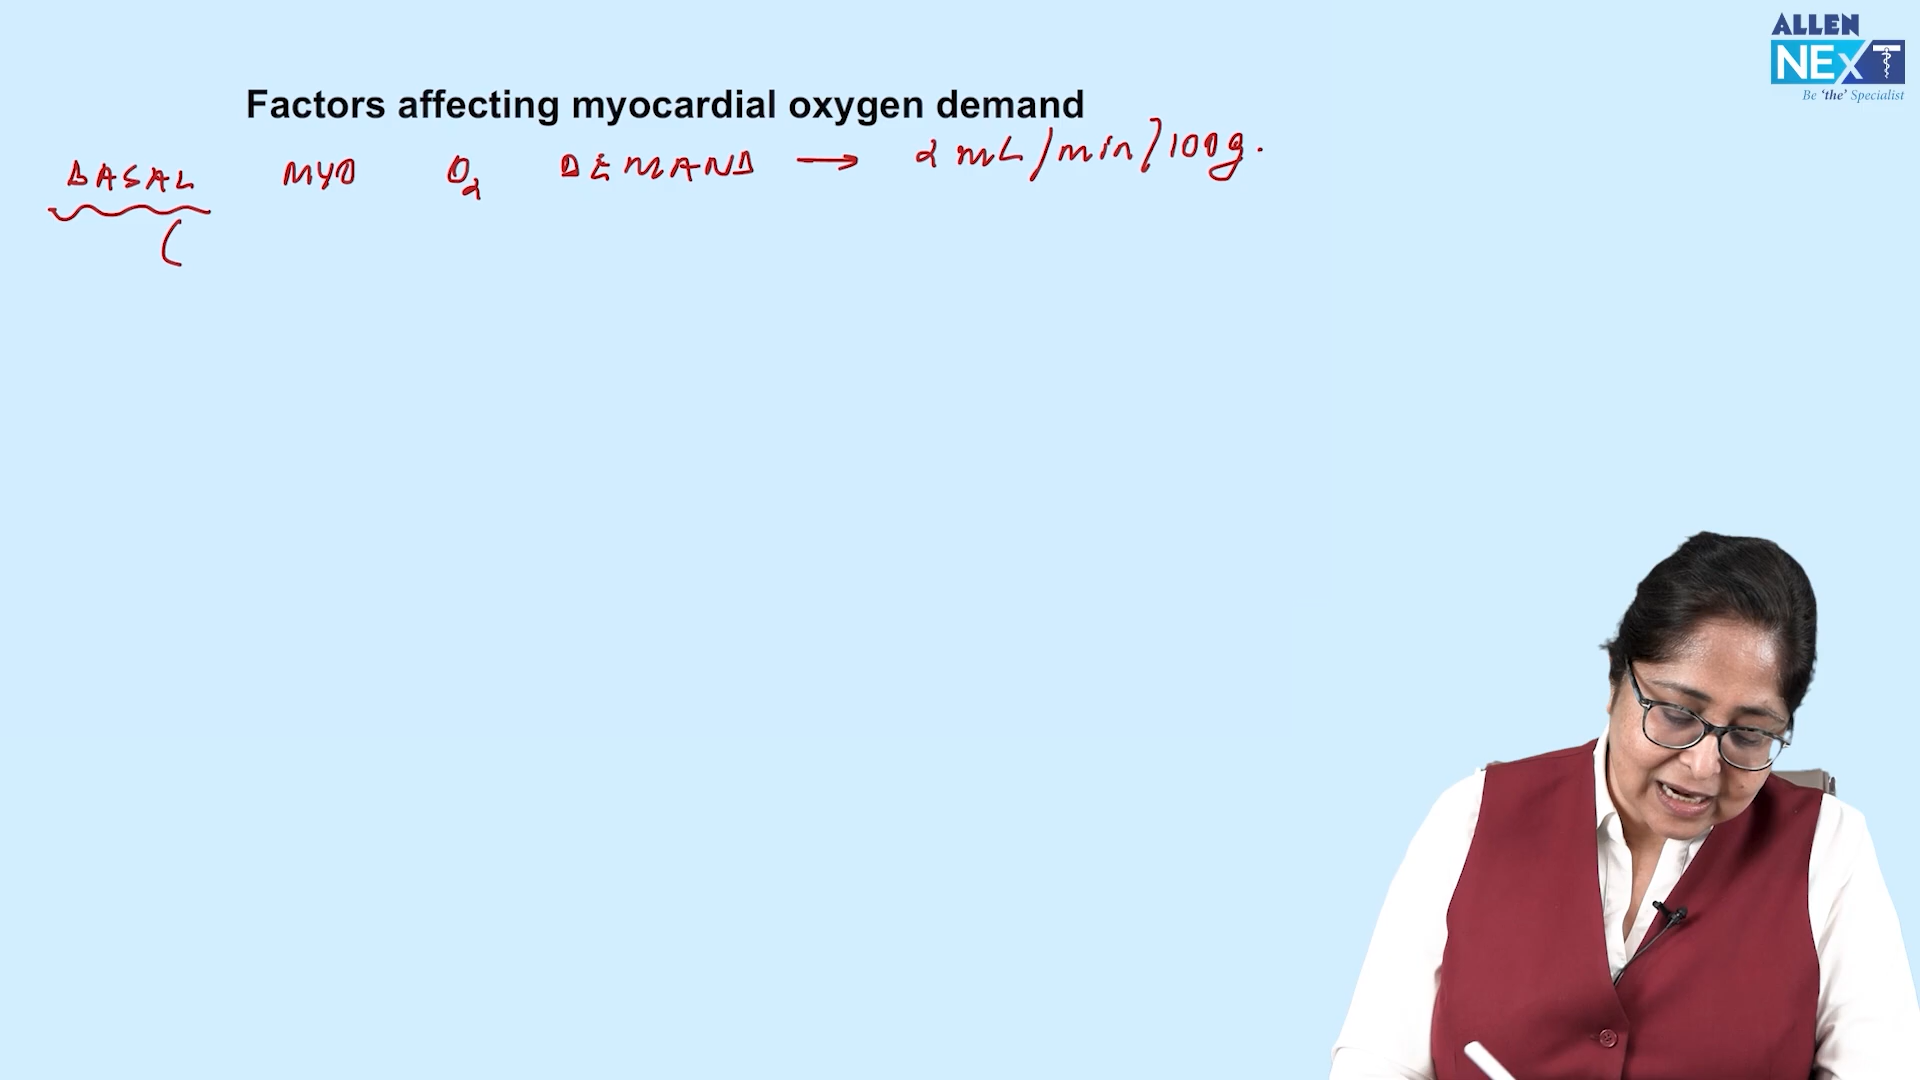 ALLEN
NEXT
Be 'the' Specialist
Factors affecting myocardial oxygen demand
BASAL MYO O2 DEMAND → 2 mL/min/100g.
(